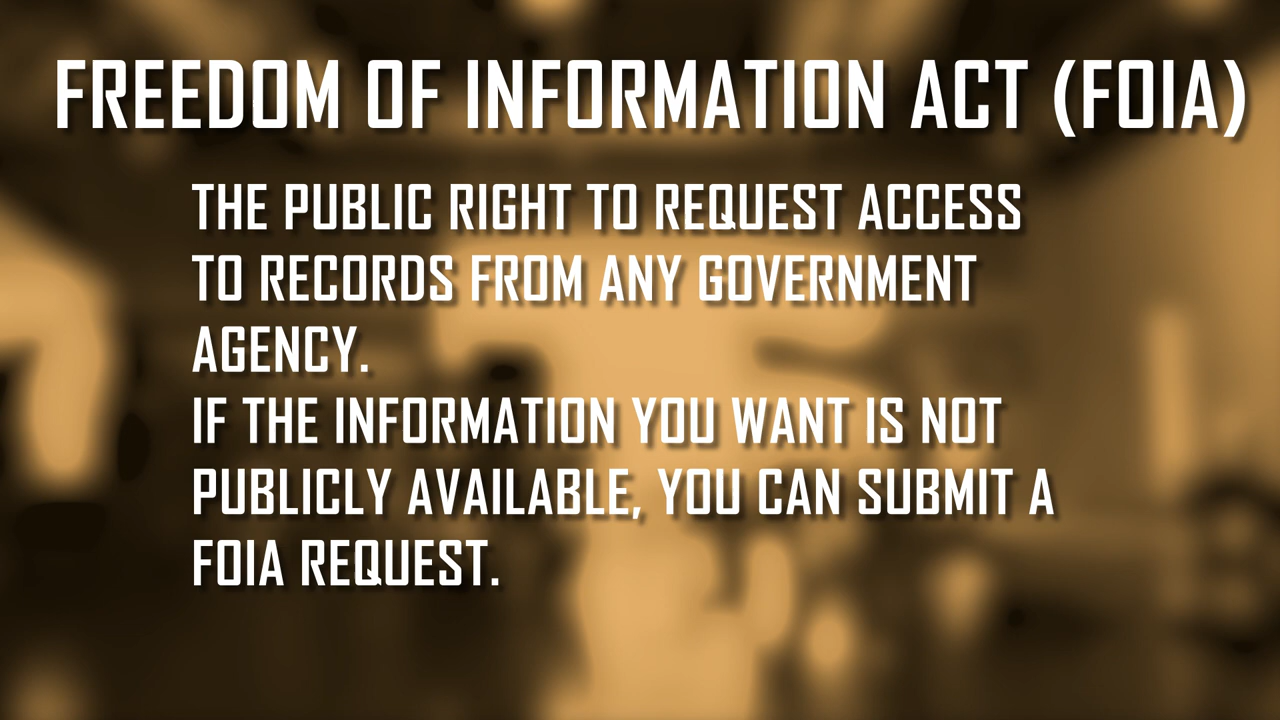 FREEDOM OF INFORMATION ACT (FOIA)
THE PUBLIC RIGHT TO REQUEST ACCESS
TO RECORDS FROM ANY GOVERNMENT
AGENCY.
IF THE INFORMATION YOU WANT IS NOT
PUBLICLY AVAILABLE, YOU CAN SUBMIT A
FOIA REQUEST.